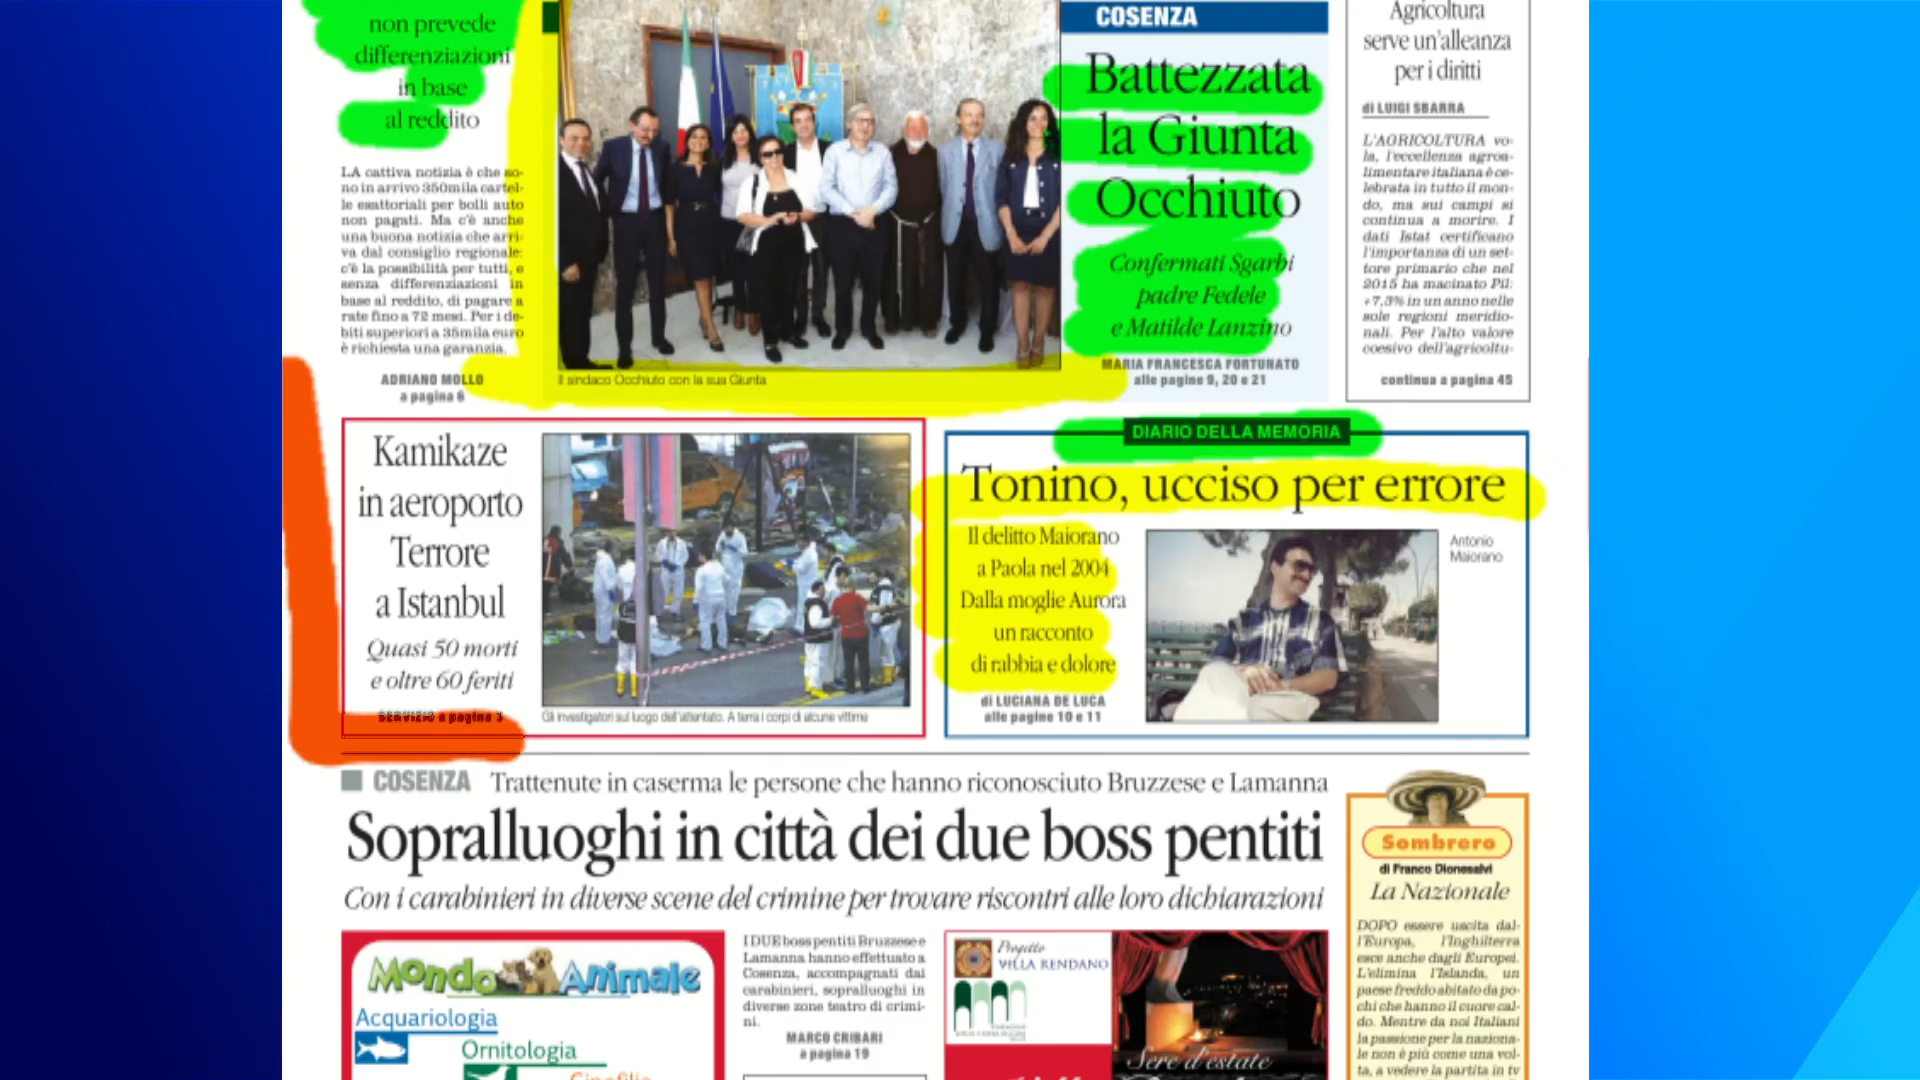 non prevede
differenziazioni
in base
al reddito
LA cattiva notizia è che so-
no in arrivo 350mila cartel-
le esattoriali per bolli auto
non pagati. Ma c'è anche
una buona notizia che arri-
va dal consiglio regionale:
c'è la possibilità per tutti, e
senza differenziazioni in
base al reddito, di pagare a
rate fino a 72 mesi. Per i de-
biti superiori a 35mila euro
è richiesta una garanzia.
ADRIANO MOLLO
a pagina 6
Il sindaco Occhiuto con la sua Giunta
COSENZA
Battezzata
la Giunta
Occhiuto
Confermati Sgarbi
padre Fedele
e Matilde Lanzino
MARIA FRANCESCA FORTUNATO
alle pagine 9, 20 e 21
Agricoltura
serve un'alleanza
per i diritti
di LUIGI SBARRA
L'AGRICOLTURA vo-
la, l'eccellenza agroa-
limentare italiana è ce-
lebrata in tutto il mon-
do, ma sui campi si
continua a morire. I
dati Istat certificano
l'importanza di un set-
tore primario che nel
2015 ha macinato Pil:
+7,3% in un anno nelle
sole regioni meridio-
nali. Per l'alto valore
coesivo dell'agricoltu-
continua a pagina 45
Kamikaze
in aeroporto
Terrore
a Istanbul
Quasi 50 morti
e oltre 60 feriti
SERVIZIO a pagina 3
Gli investigatori sul luogo dell'attentato. A terra i corpi di alcune vittime
DIARIO DELLA MEMORIA
Tonino, ucciso per errore
Il delitto Maiorano
a Paola nel 2004
Dalla moglie Aurora
un racconto
di rabbia e dolore
di LUCIANA DE LUCA
alle pagine 10 e 11
Antonio
Maiorano
COSENZA Trattenute in caserma le persone che hanno riconosciuto Bruzzese e Lamanna
Sopralluoghi in città dei due boss pentiti
Con i carabinieri in diverse scene del crimine per trovare riscontri alle loro dichiarazioni
Mondo Animale
Acquariologia
Ornitologia
Cinofilia
I DUE boss pentiti Bruzzese e
Lamanna hanno effettuato a
Cosenza, accompagnati dai
carabinieri, sopralluoghi in
diverse zone teatro di crimi-
ni.
MARCO CRIBARI
a pagina 19
Progetto
VILLA RENDANO
Sere d'estate
Sombrero
di Franco Dionesalvi
La Nazionale
DOPO essere uscita dal-
l'Europa, l'Inghilterra
esce anche dagli Europei.
L'elimina l'Islanda, un
paese freddo abitato da po-
chi che hanno il cuore cal-
do. Mentre da noi Italiani
la passione per la naziona-
le non è più come una vol-
ta, a vedere la partita in tv